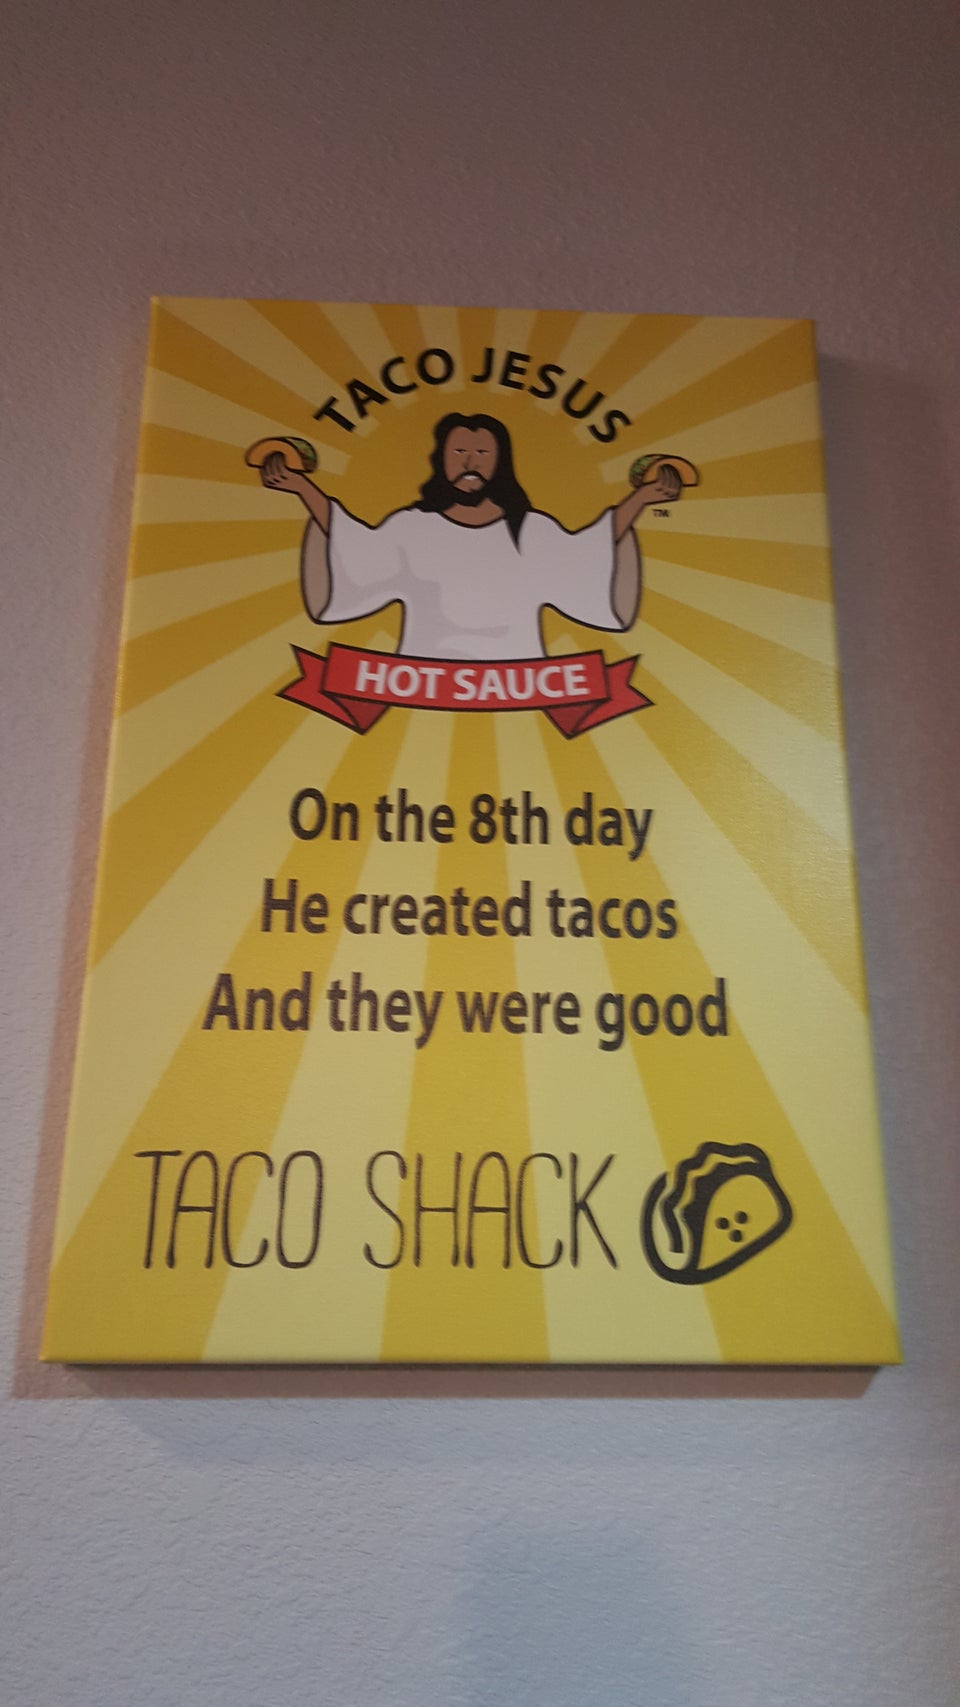 TACO JESUS
TM
HOT SAUCE
On the 8th day
He created tacos
And they were good
TACO SHACK